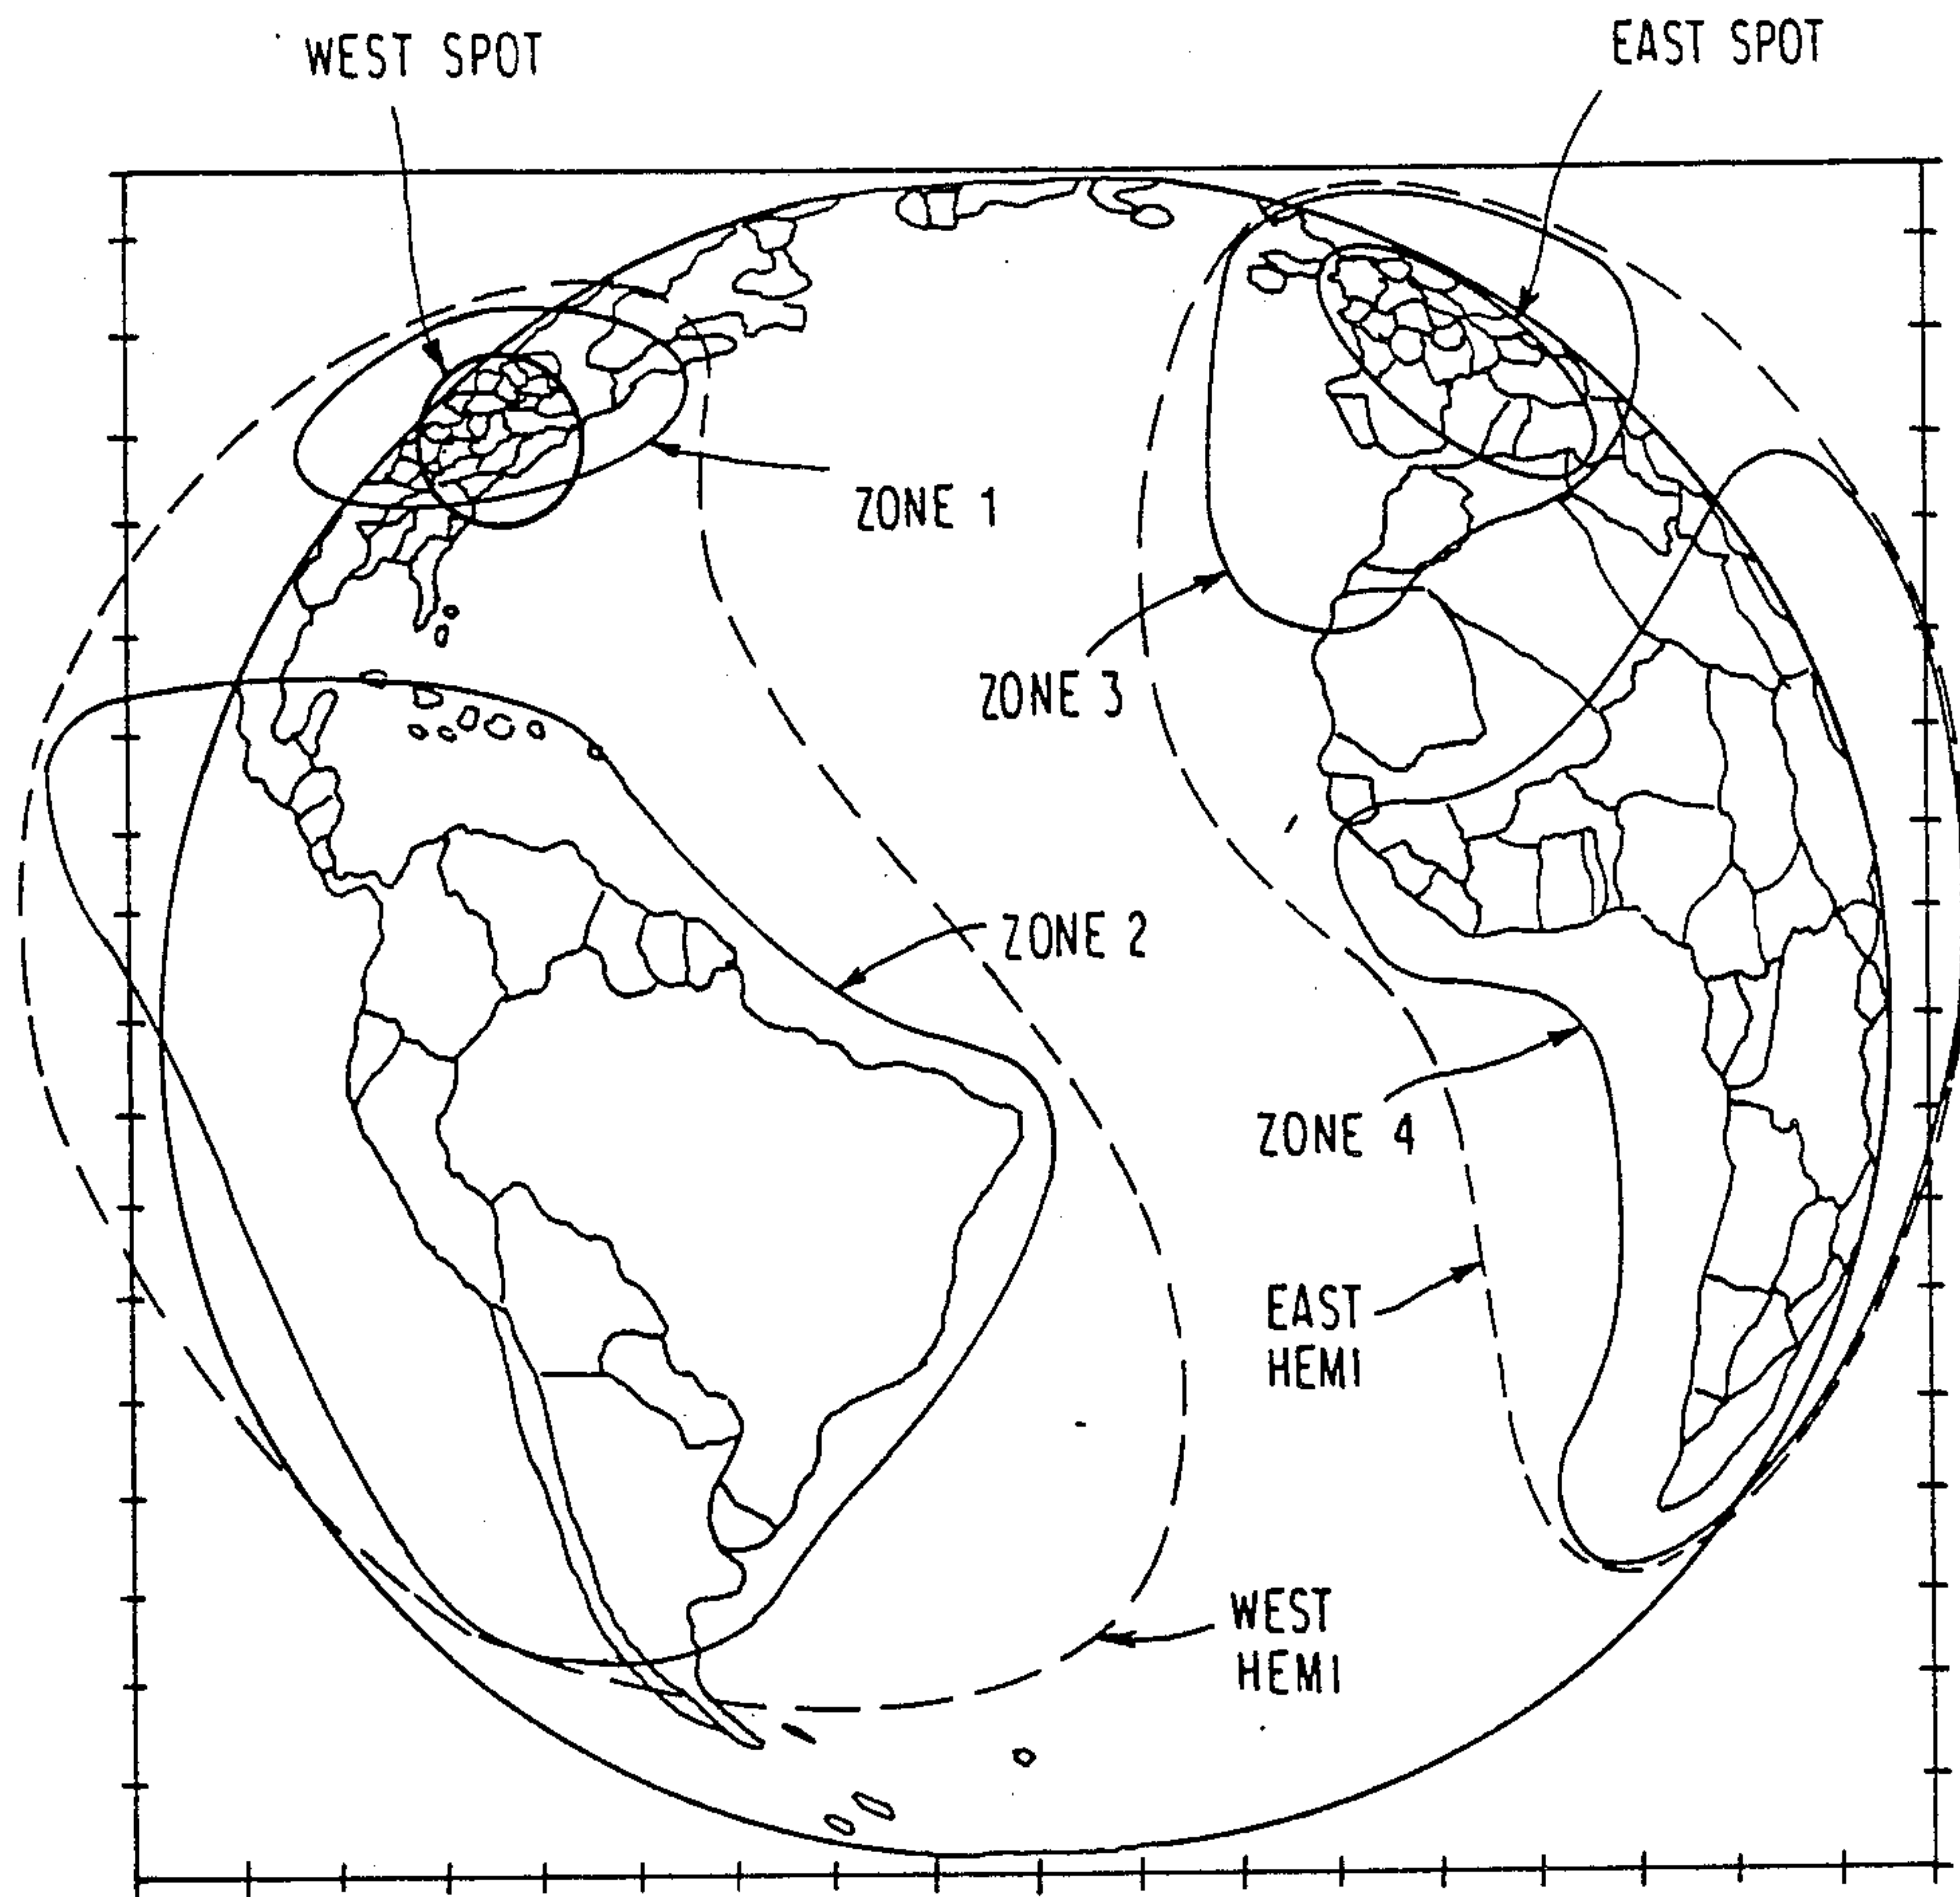 WEST SPOT
EAST SPOT
ZONE 1
ZONE 3
ZONE 2
ZONE 4
EAST
HEMI
WEST
HEMI